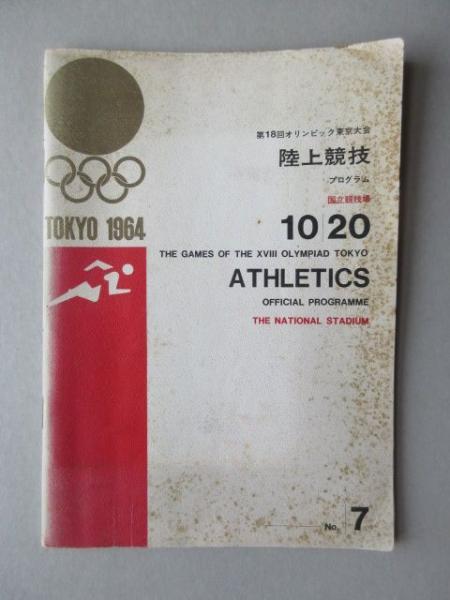 TOKYO 1964
第18回オリンピック東京大会
陸上競技
プログラム
国立競技場
10|20
THE GAMES OF THE XVIII OLYMPIAD TOKYO
ATHLETICS
OFFICIAL PROGRAMME
THE NATIONAL STADIUM
No. 7